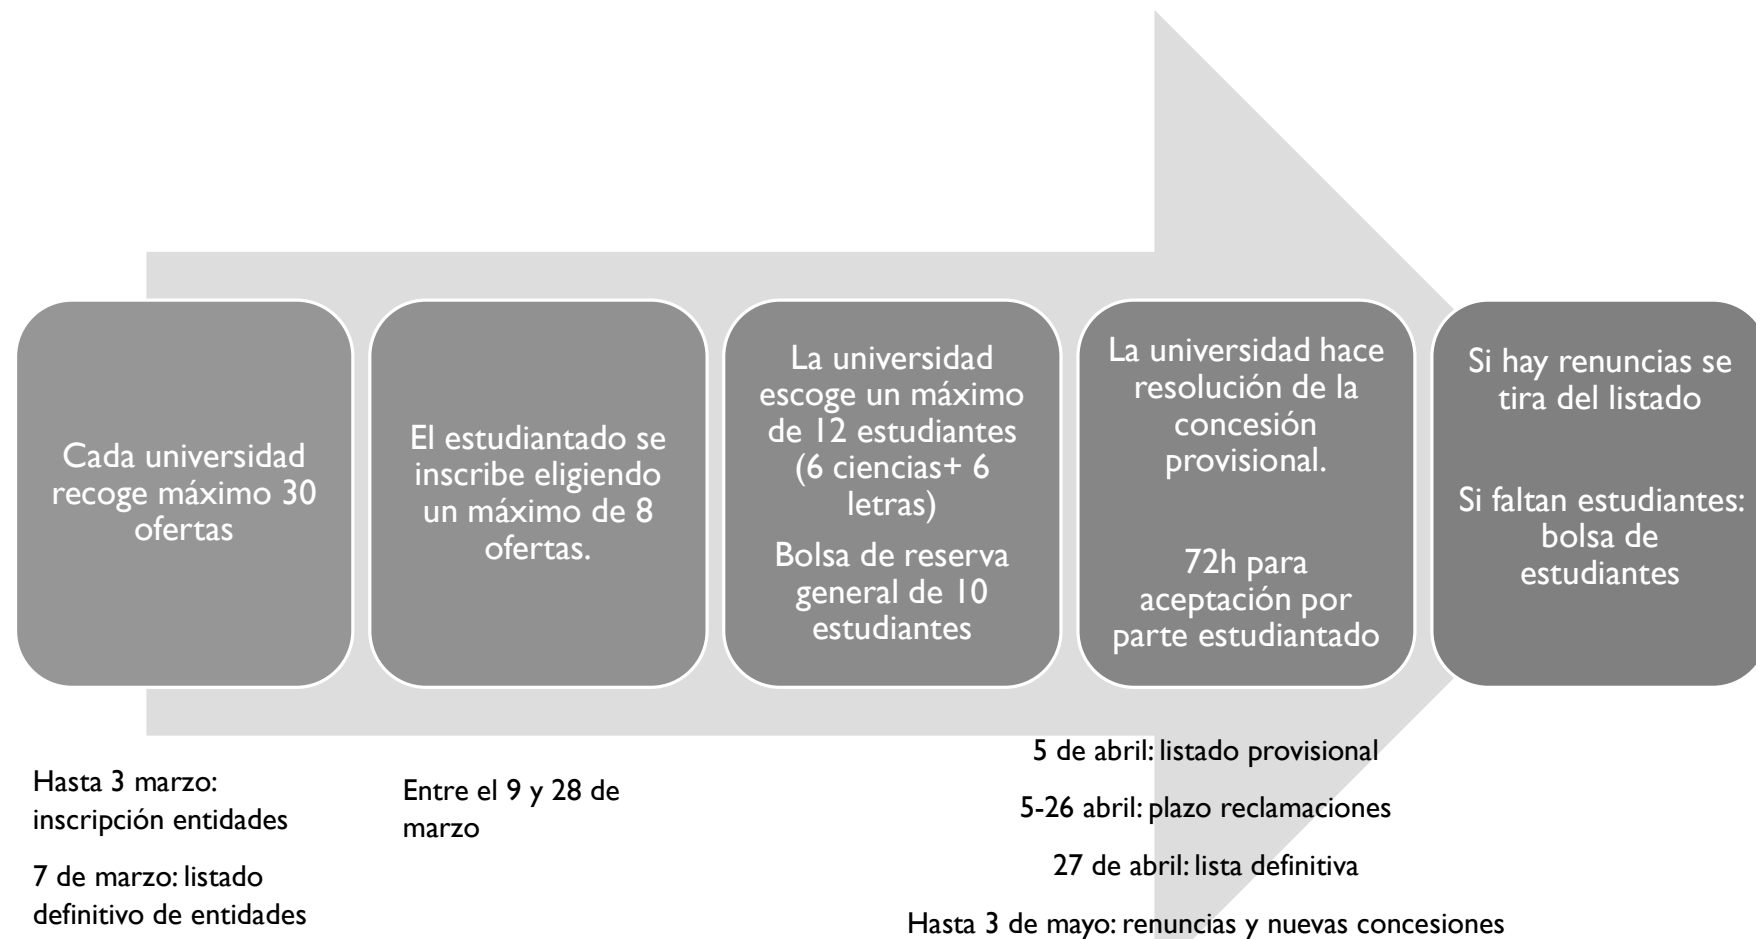 Cada universidad
recoge máximo 30
ofertas
El estudiantado se
inscribe eligiendo
un máximo de 8
ofertas.
La universidad
escoge un máximo
de 12 estudiantes
(6 ciencias+ 6
letras)
Bolsa de reserva
general de 10
estudiantes
La universidad hace
resolución de la
concesión
provisional.
72h para
aceptación por
parte estudiantado
Si hay renuncias se
tira del listado
Si faltan estudiantes:
bolsa de
estudiantes
Hasta 3 marzo:
inscripción entidades
7 de marzo: listado
definitivo de entidades
Entre el 9 y 28 de
marzo
5 de abril: listado provisional
5-26 abril: plazo reclamaciones
27 de abril: lista definitiva
Hasta 3 de mayo: renuncias y nuevas concesiones